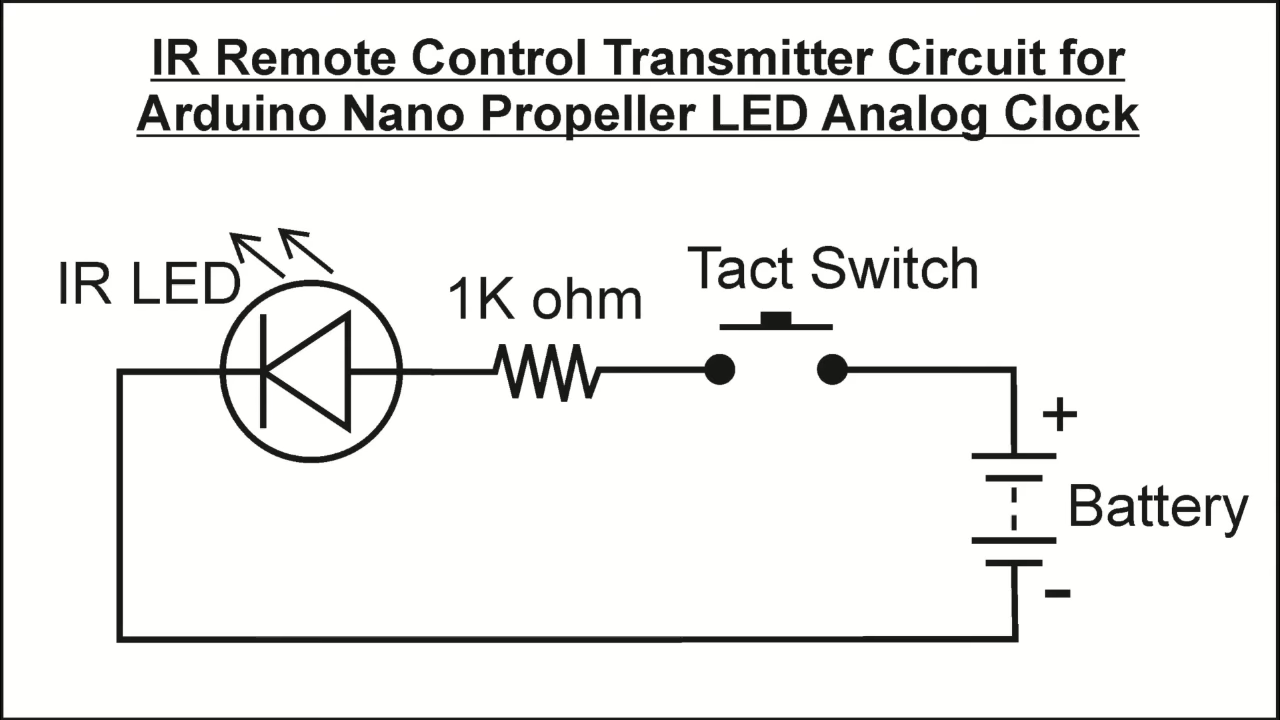 IR Remote Control Transmitter Circuit for
Arduino Nano Propeller LED Analog Clock
IR LED
1K ohm
Tact Switch
+
Battery
-